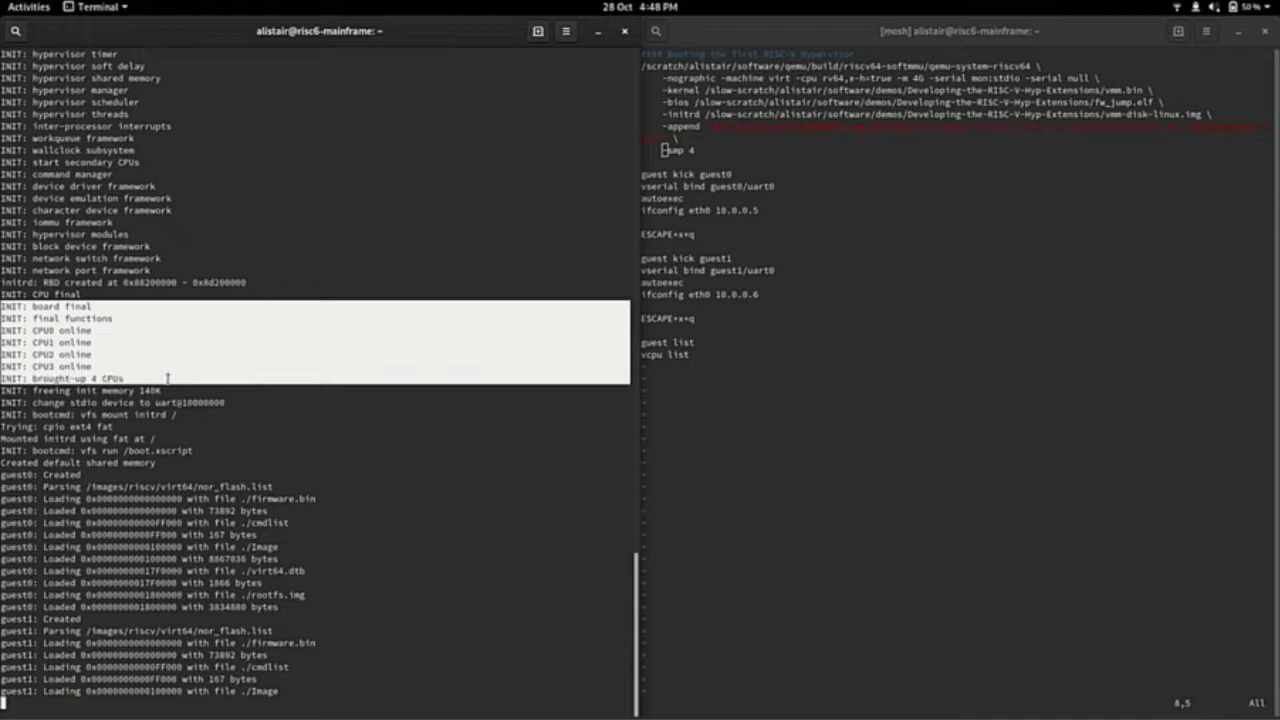 Activities Terminal 28 Oct 4:48 PM 50 %
alistair@risc6-mainframe: ~
INIT: hypervisor timer
INIT: hypervisor soft delay
INIT: hypervisor shared memory
INIT: hypervisor manager
INIT: hypervisor scheduler
INIT: hypervisor threads
INIT: inter-processor interrupts
INIT: workqueue framework
INIT: wallclock subsystem
INIT: start secondary CPUs
INIT: command manager
INIT: device driver framework
INIT: device emulation framework
INIT: character device framework
INIT: iommu framework
INIT: hypervisor modules
INIT: block device framework
INIT: network switch framework
INIT: network port framework
initrd: RBD created at 0x88200000 - 0x8d200000
INIT: CPU final
INIT: board final
INIT: final functions
INIT: CPU0 online
INIT: CPU1 online
INIT: CPU2 online
INIT: CPU3 online
INIT: brought-up 4 CPUs
INIT: freeing init memory 140K
INIT: change stdio device to uart@10000000
INIT: bootcmd: vfs mount initrd /
Trying: cpio ext4 fat
Mounted initrd using fat at /
INIT: bootcmd: vfs run /boot.xscript
Created default shared memory
guest0: Created
guest0: Parsing /images/riscv/virt64/nor_flash.list
guest0: Loading 0x0000000000000000 with file ./firmware.bin
guest0: Loaded 0x0000000000000000 with 73892 bytes
guest0: Loading 0x00000000000FF000 with file ./cmdlist
guest0: Loaded 0x00000000000FF000 with 167 bytes
guest0: Loading 0x0000000000100000 with file ./Image
guest0: Loaded 0x0000000000100000 with 8867036 bytes
guest0: Loading 0x00000000017F0000 with file ./virt64.dtb
guest0: Loaded 0x00000000017F0000 with 1866 bytes
guest0: Loading 0x0000000001800000 with file ./rootfs.img
guest0: Loaded 0x0000000001800000 with 3834880 bytes
guest1: Created
guest1: Parsing /images/riscv/virt64/nor_flash.list
guest1: Loading 0x0000000000000000 with file ./firmware.bin
guest1: Loaded 0x0000000000000000 with 73892 bytes
guest1: Loading 0x00000000000FF000 with file ./cmdlist
guest1: Loaded 0x00000000000FF000 with 167 bytes
guest1: Loading 0x0000000000100000 with file ./Image
[mosh] alistair@risc6-mainframe: ~
#### Booting the first RISC-V Hypervisor
/scratch/alistair/software/qemu/build/riscv64-softmmu/qemu-system-riscv64 \
-nographic -machine virt -cpu rv64,x-h=true -m 4G -serial mon:stdio -serial null \
-kernel /slow-scratch/alistair/software/demos/Developing-the-RISC-V-Hyp-Extensions/vmm.bin \
-bios /slow-scratch/alistair/software/demos/Developing-the-RISC-V-Hyp-Extensions/fw_jump.elf \
-initrd /slow-scratch/alistair/software/demos/Developing-the-RISC-V-Hyp-Extensions/vmm-disk-linux.img \
-append
\
-smp 4
guest kick guest0
vserial bind guest0/uart0
autoexec
ifconfig eth0 10.0.0.5
ESCAPE+x+q
guest kick guest1
vserial bind guest1/uart0
autoexec
ifconfig eth0 10.0.0.6
ESCAPE+x+q
guest list
vcpu list
8,5 All